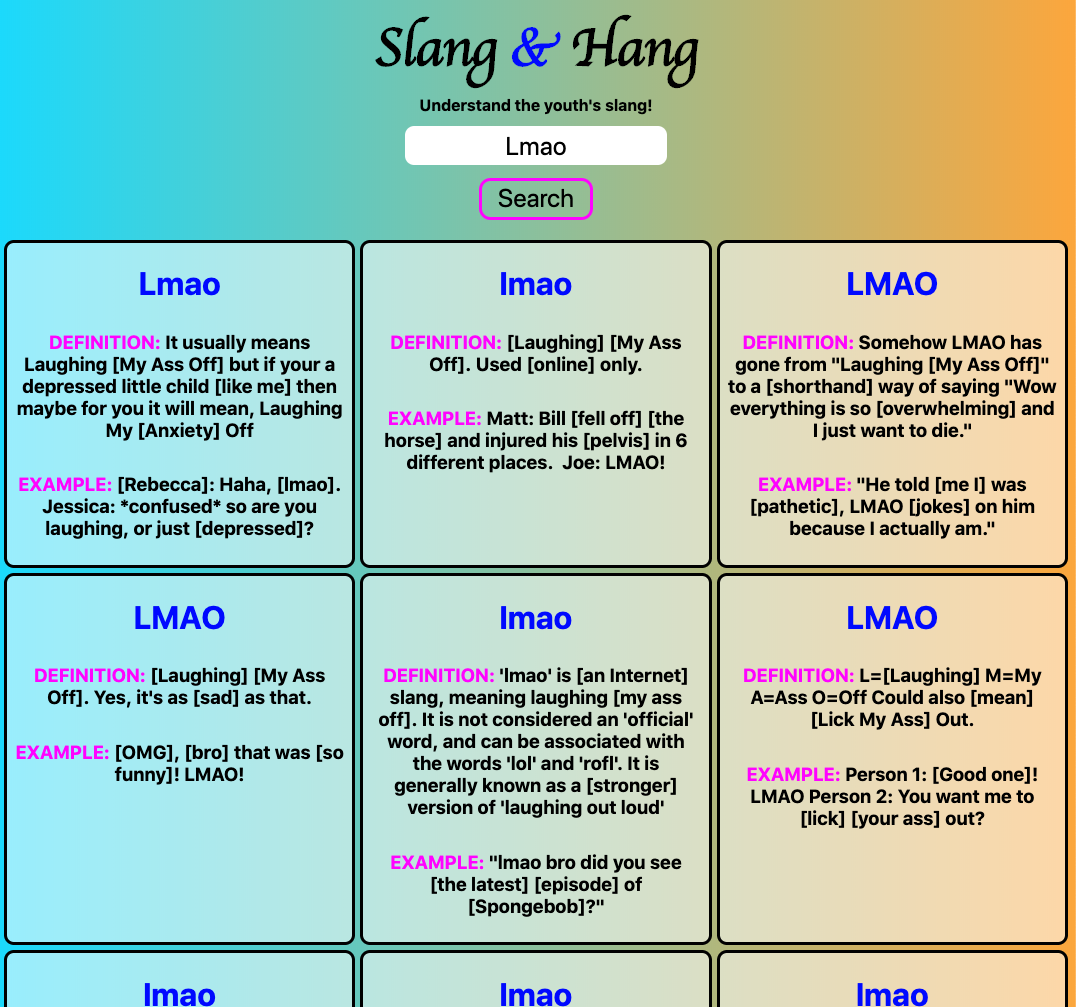 Slang & Hang
Understand the youth's slang!
Lmao
Search
Lmao
DEFINITION: It usually means
Laughing [My Ass Off] but if your a
depressed little child [like me] then
maybe for you it will mean, Laughing
My [Anxiety] Off
EXAMPLE: [Rebecca]: Haha, [lmao].
Jessica: *confused* so are you
laughing, or just [depressed]?
lmao
DEFINITION: [Laughing] [My Ass
Off]. Used [online] only.
EXAMPLE: Matt: Bill [fell off] [the
horse] and injured his [pelvis] in 6
different places.  Joe: LMAO!
LMAO
DEFINITION: Somehow LMAO has
gone from "Laughing [My Ass Off]"
to a [shorthand] way of saying "Wow
everything is so [overwhelming] and
I just want to die."
EXAMPLE: "He told [me I] was
[pathetic], LMAO [jokes] on him
because I actually am."
LMAO
DEFINITION: [Laughing] [My Ass
Off]. Yes, it's as [sad] as that.
EXAMPLE: [OMG], [bro] that was [so
funny]! LMAO!
lmao
DEFINITION: 'lmao' is [an Internet]
slang, meaning laughing [my ass
off]. It is not considered an 'official'
word, and can be associated with
the words 'lol' and 'rofl'. It is
generally known as a [stronger]
version of 'laughing out loud'
EXAMPLE: "lmao bro did you see
[the latest] [episode] of
[Spongebob]?"
LMAO
DEFINITION: L=[Laughing] M=My
A=Ass O=Off Could also [mean]
[Lick My Ass] Out.
EXAMPLE: Person 1: [Good one]!
LMAO Person 2: You want me to
[lick] [your ass] out?
lmao
lmao
lmao